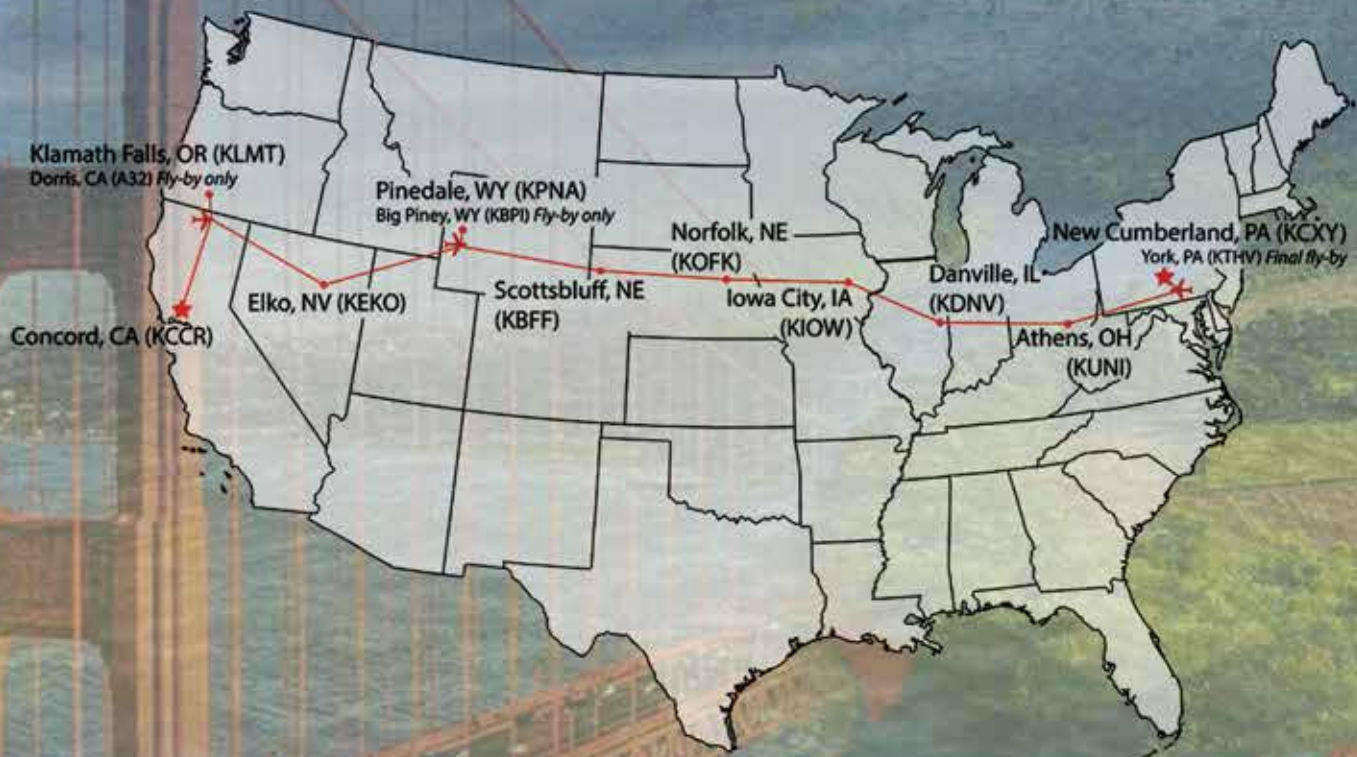 Klamath Falls, OR (KLMT)
Dorris, CA (A32) Fly-by only
Pinedale, WY (KPNA)
Big Piney, WY (KBPI) Fly-by only
Norfolk, NE
(KOFK)
New Cumberland, PA (KCXY)
York, PA (KTHV) Final fly-by
Elko, NV (KEKO)
Scottsbluff, NE
(KBFF)
Iowa City, IA
(KIOW)
Danville, IL
(KDNV)
Concord, CA (KCCR)
Athens, OH
(KUNI)